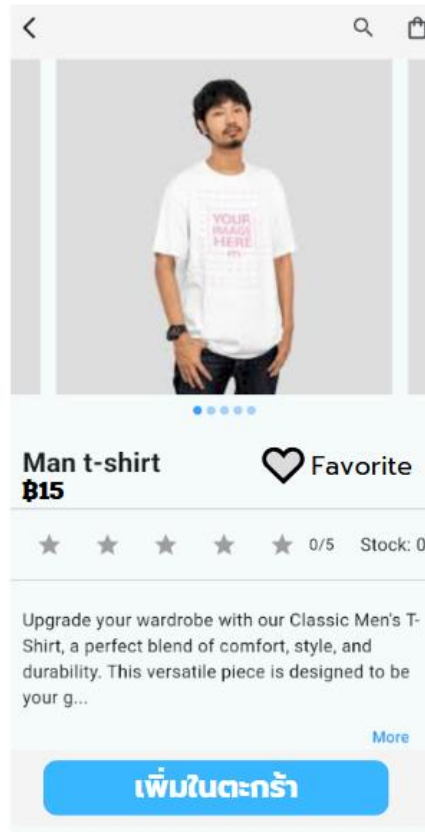 YOUR
IMAGE
HERE
Man t-shirt
Favorite
฿15
0/5 Stock: 0
Upgrade your wardrobe with our Classic Men's T-
Shirt, a perfect blend of comfort, style, and
durability. This versatile piece is designed to be
your g...
More
เพิ่มในตะกร้า